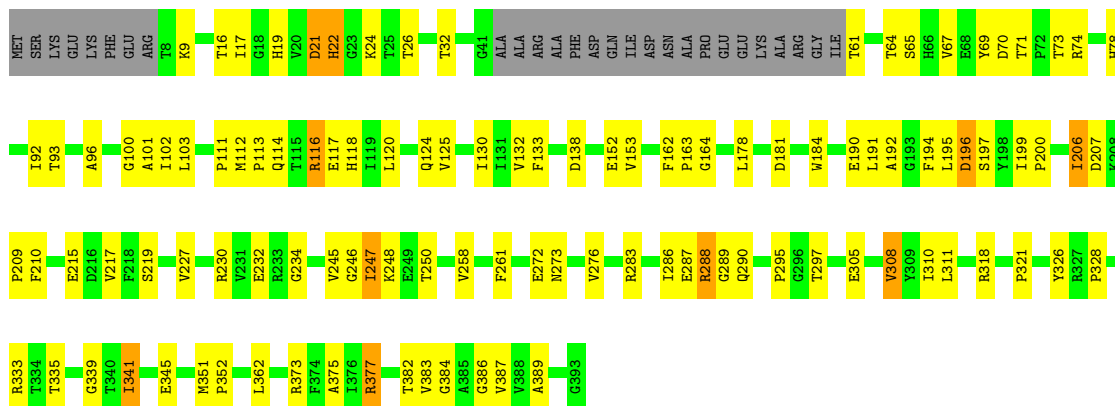 MET SER LYS GLU LYS PHE GLU ARG T8 K9 T16 I17 G18 H19 V20 D21 H22 G23 K24 T25 T26 T32 G41 ALA ALA ARG ALA PHE ASP GLN ILE ASP ASN ALA PRO GLU GLU LYS ALA ARG GLY ILE T61 T64 S65 H66 V67 E68 Y69 D70 T71 P72 T73 R74 H78
I92 T93 A96 G100 A101 I102 L103 P111 M112 P113 Q114 T115 R116 E117 H118 I119 L120 Q124 V125 I130 I131 V132 F133 D138 E152 V153 F162 P163 G164 L178 D181 W184 E190 L191 A192 G193 F194 L195 D196 S197 Y198 I199 P200 I206 D207 K208
P209 F210 E215 D216 V217 F218 S219 V227 R230 V231 E232 R233 G234 V245 G246 I247 K248 E249 T250 V258 F261 E272 N273 V276 R283 I286 E287 R288 G289 Q290 P295 G296 T297 E305 V308 Y309 I310 L311 R318 P321 Y326 R327 P328
R333 T334 T335 G339 T340 I341 E345 M351 P352 L362 R373 F374 A375 I376 R377 T382 V383 G384 A385 G386 V387 V388 A389 G393